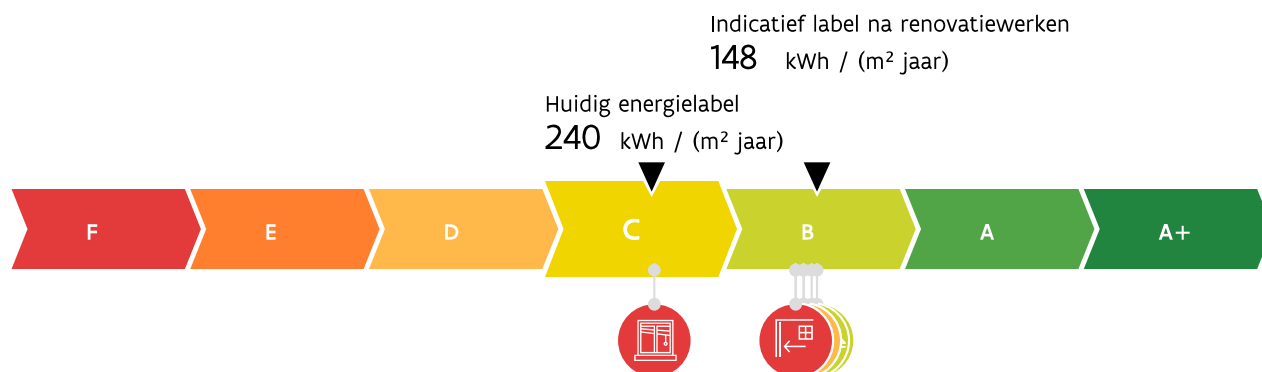 Indicatief label na renovatiewerken
148 kWh / (m² jaar)
Huidig energielabel
240 kWh / (m² jaar)
F E D C B A A+